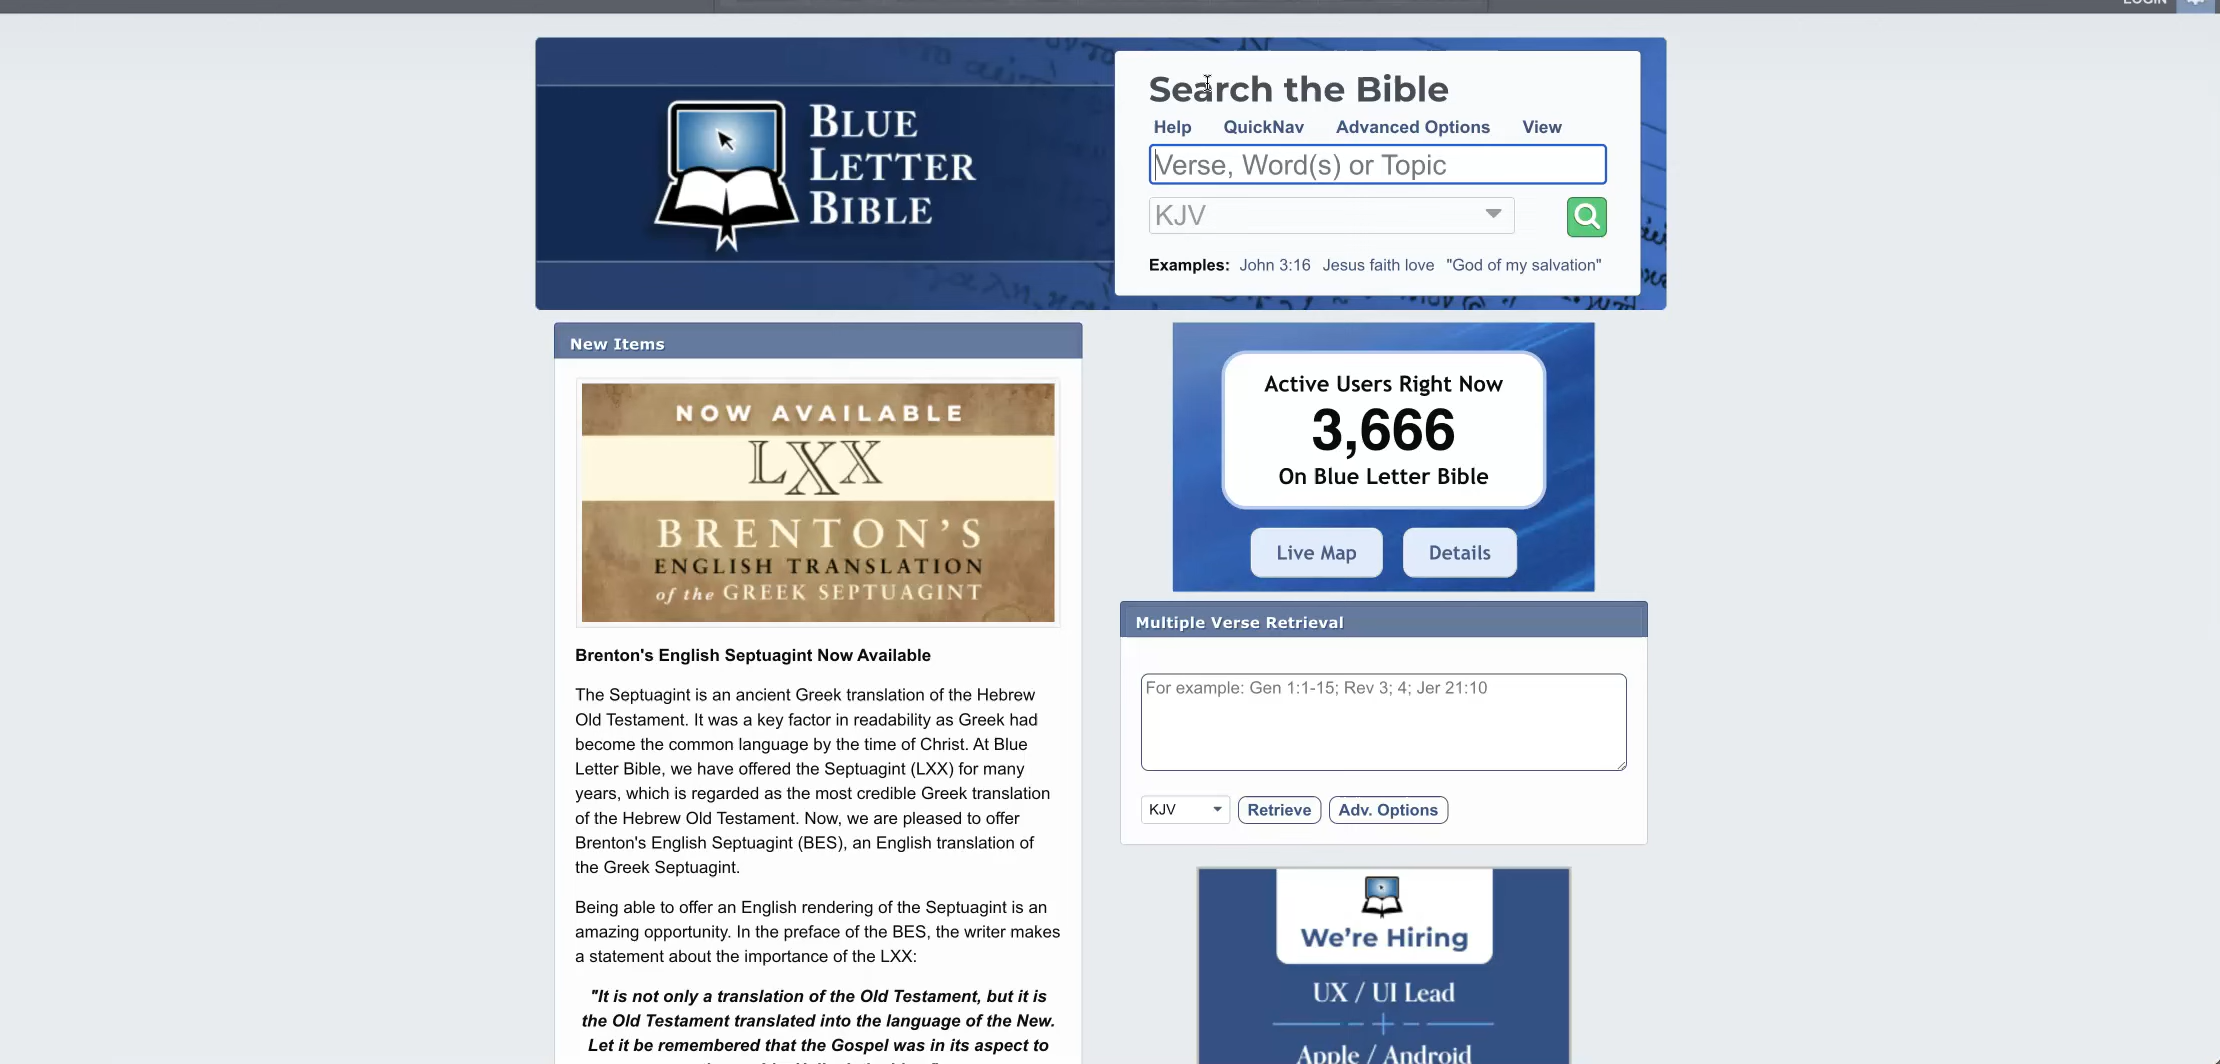 LOGIN
BLUE
LETTER
BIBLE
Search the Bible
Help QuickNav Advanced Options View
Verse, Word(s) or Topic
KJV
Examples: John 3:16 Jesus faith love "God of my salvation"
New Items
NOW AVAILABLE
LXX
BRENTON'S
ENGLISH TRANSLATION
of the GREEK SEPTUAGINT
Brenton's English Septuagint Now Available
The Septuagint is an ancient Greek translation of the Hebrew
Old Testament. It was a key factor in readability as Greek had
become the common language by the time of Christ. At Blue
Letter Bible, we have offered the Septuagint (LXX) for many
years, which is regarded as the most credible Greek translation
of the Hebrew Old Testament. Now, we are pleased to offer
Brenton's English Septuagint (BES), an English translation of
the Greek Septuagint.
Being able to offer an English rendering of the Septuagint is an
amazing opportunity. In the preface of the BES, the writer makes
a statement about the importance of the LXX:
"It is not only a translation of the Old Testament, but it is
the Old Testament translated into the language of the New.
Let it be remembered that the Gospel was in its aspect to
Active Users Right Now
3,666
On Blue Letter Bible
Live Map Details
Multiple Verse Retrieval
For example: Gen 1:1-15; Rev 3; 4; Jer 21:10
KJV Retrieve Adv. Options
We're Hiring
UX / UI Lead
Apple / Android